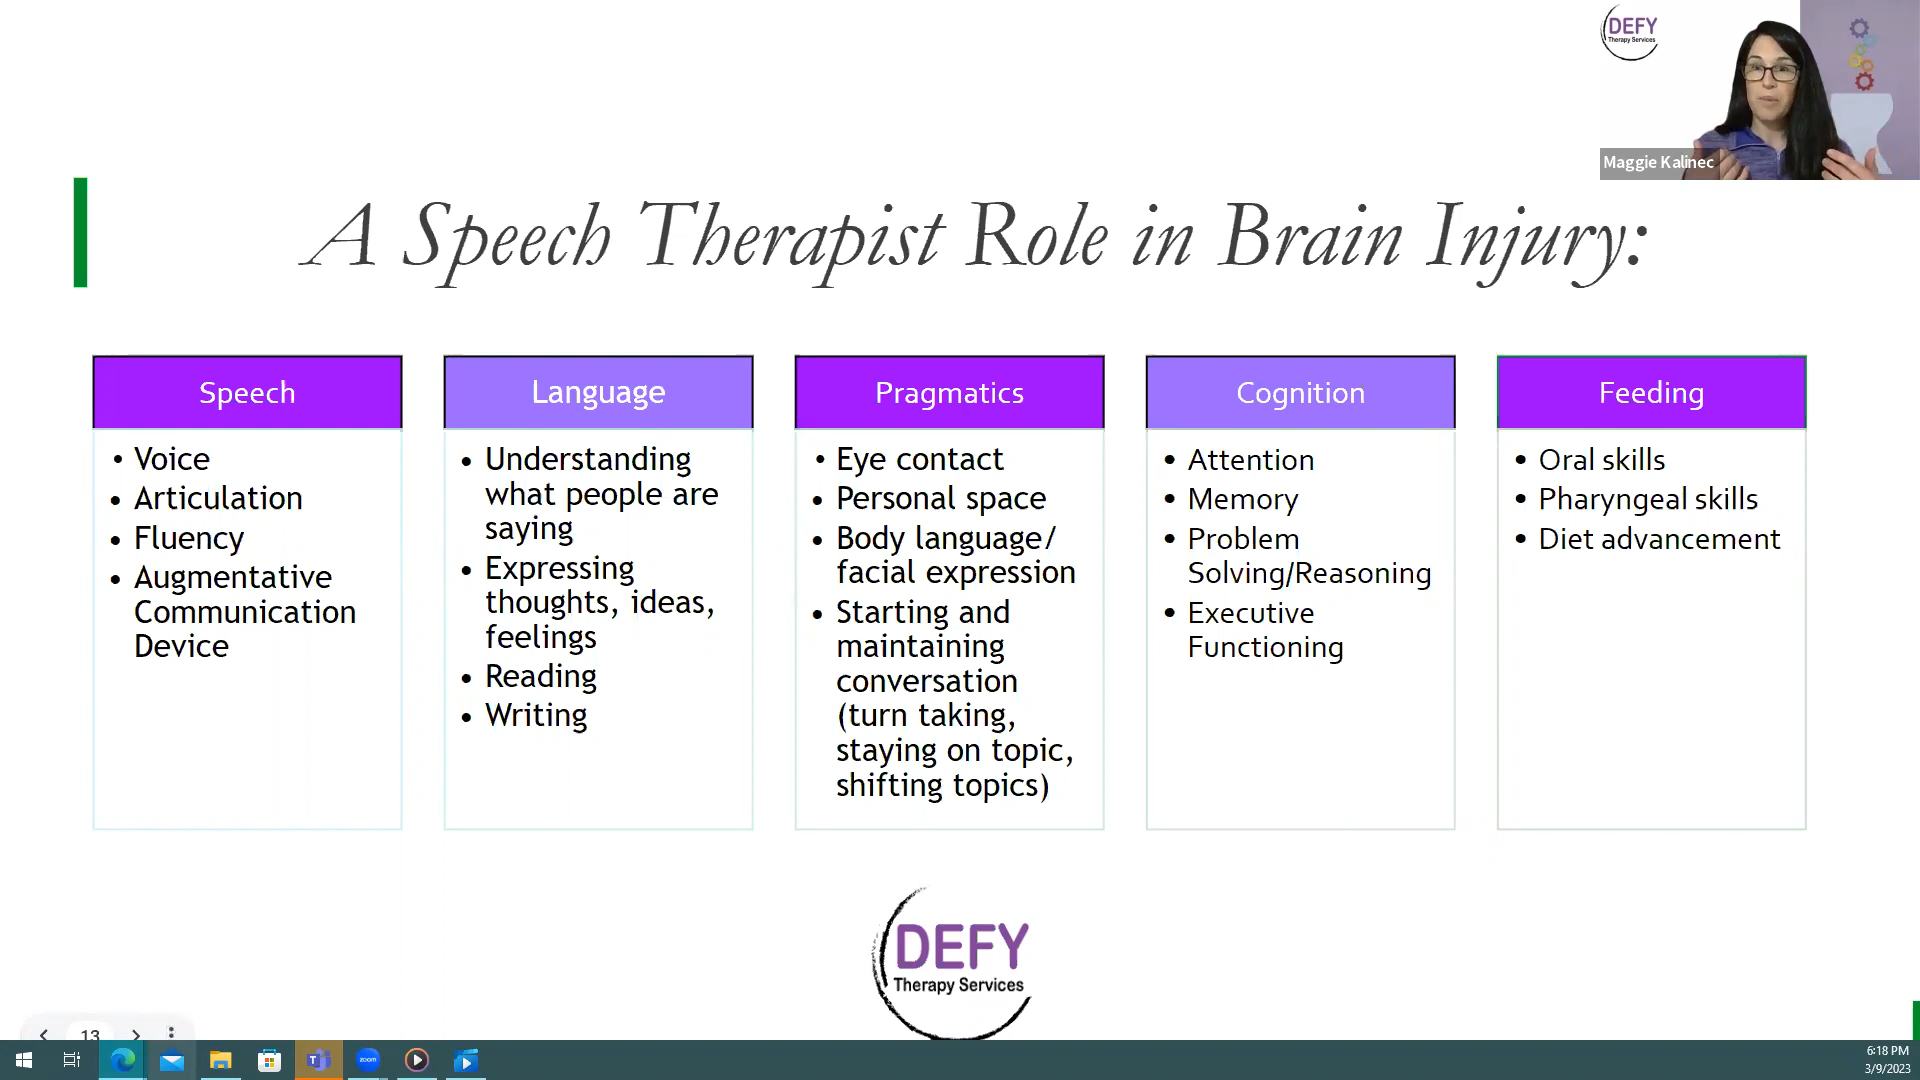 DEFY
Therapy Services
Maggie Kalinec
A Speech Therapist Role in Brain Injury:
Speech
• Voice
• Articulation
• Fluency
• Augmentative
Communication
Device
Language
• Understanding
what people are
saying
• Expressing
thoughts, ideas,
feelings
• Reading
• Writing
Pragmatics
• Eye contact
• Personal space
• Body language/
facial expression
• Starting and
maintaining
conversation
(turn taking,
staying on topic,
shifting topics)
Cognition
• Attention
• Memory
• Problem
Solving/Reasoning
• Executive
Functioning
Feeding
• Oral skills
• Pharyngeal skills
• Diet advancement
DEFY
Therapy Services
13
zoom
6:18 PM
3/9/2023